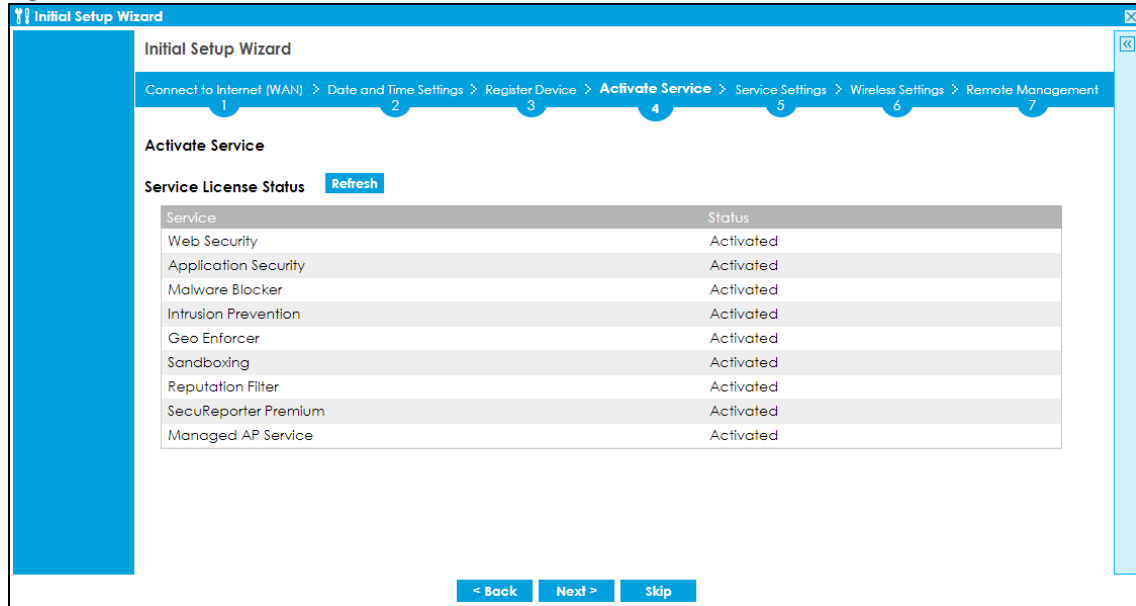 Initial Setup Wizard
Initial Setup Wizard
Connect to Internet (WAN) > Date and Time Settings > Register Device > Activate Service > Service Settings > Wireless Settings > Remote Management
1 2 3 4 5 6 7
Activate Service
Service License Status Refresh
Service Status
Web Security Activated
Application Security Activated
Malware Blocker Activated
Intrusion Prevention Activated
Geo Enforcer Activated
Sandboxing Activated
Reputation Filter Activated
SecuReporter Premium Activated
Managed AP Service Activated
< Back Next > Skip